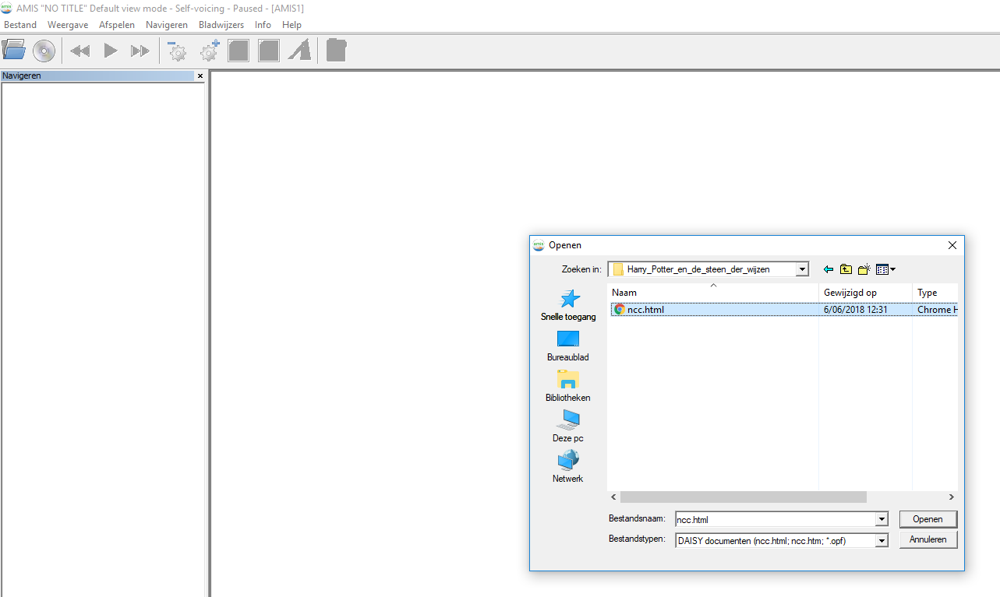 AMIS "NO TITLE" Default view mode - Self-voicing - Paused - [AMIS1]
Bestand Weergave Afspelen Navigeren Bladwijzers Info Help
Navigeren
Openen
Zoeken in: Harry_Potter_en_de_steen_der_wijzen
Naam Gewijzigd op Type
ncc.html 6/06/2018 12:31 Chrome H
Snelle toegang
Bureaublad
Bibliotheken
Deze pc
Netwerk
Bestandsnaam: ncc.html Openen
Bestandstypen: DAISY documenten (ncc.html; ncc.htm; *.opf) Annuleren